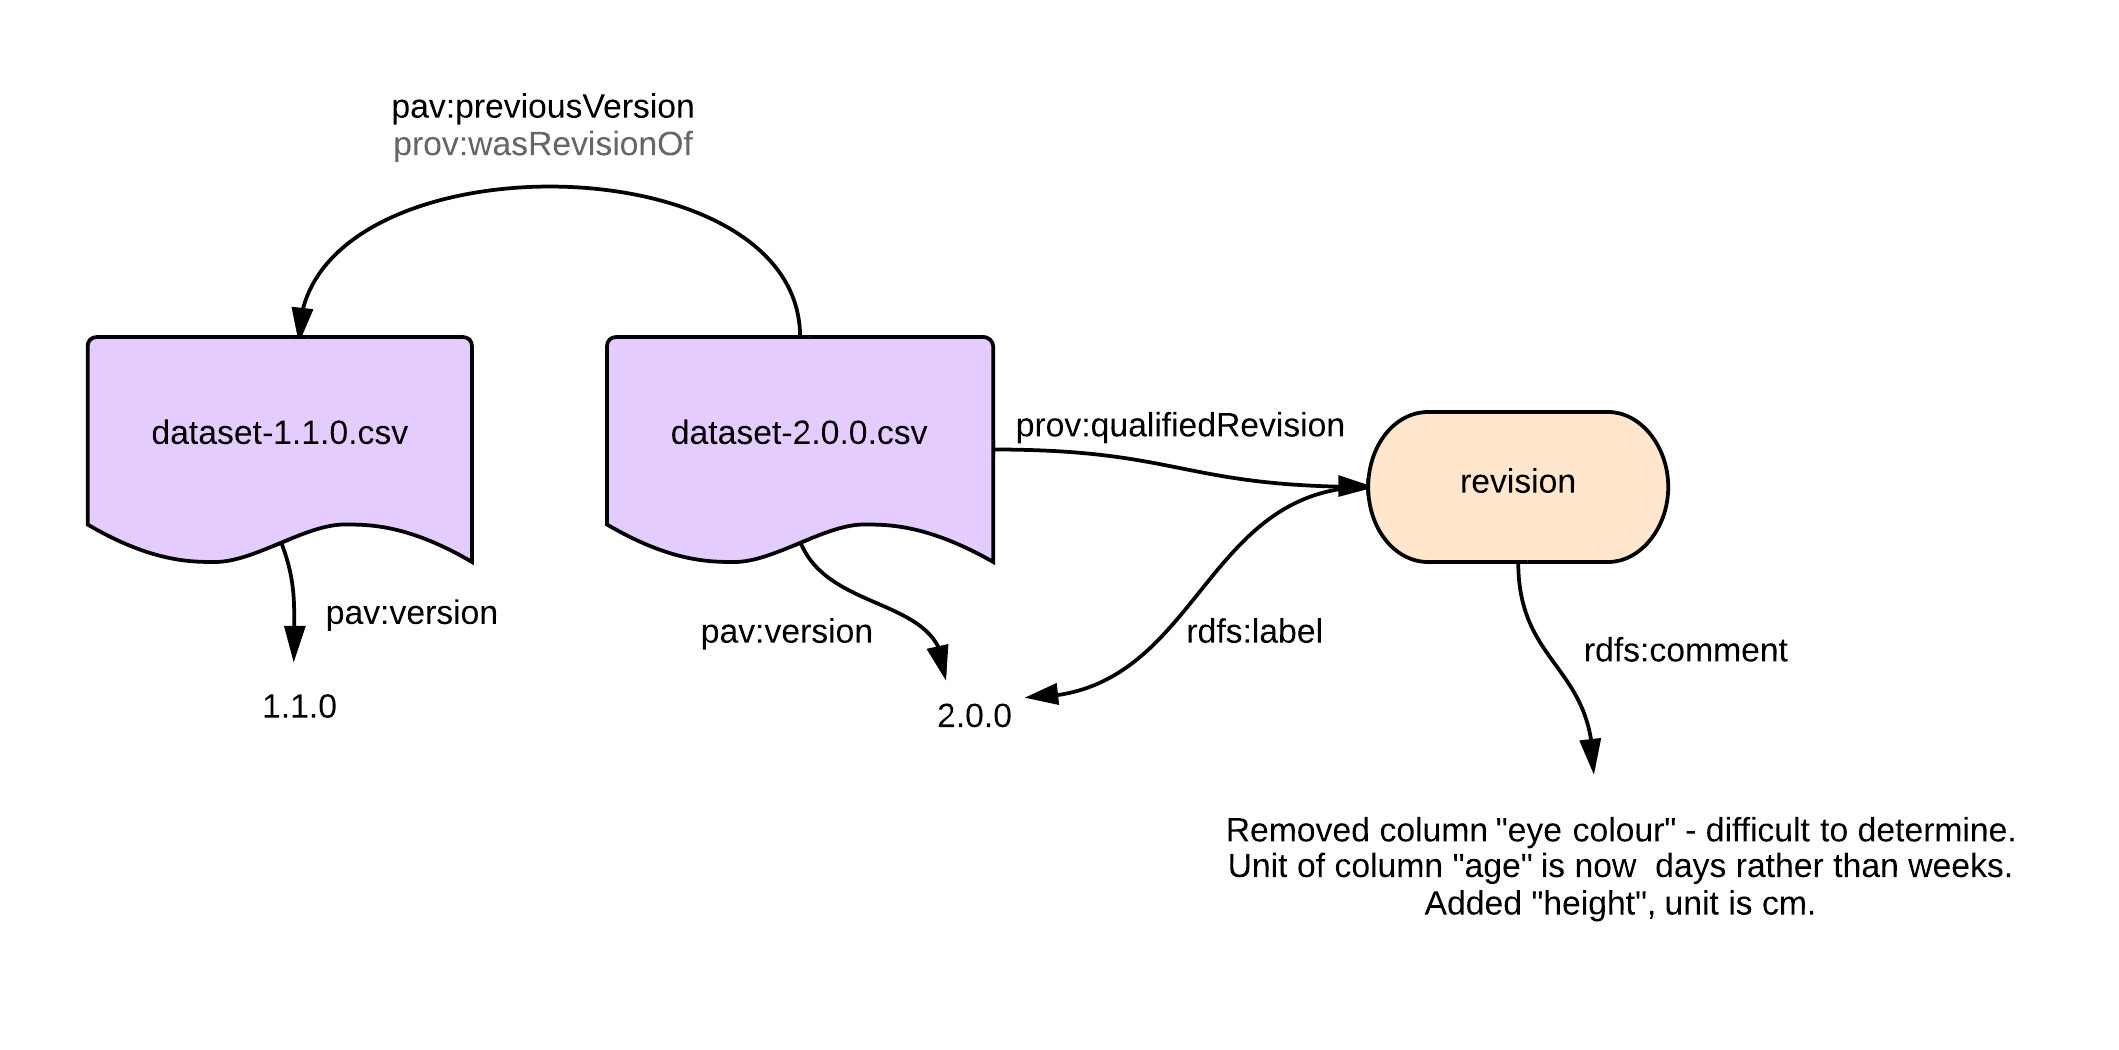 pav:previousVersion
prov:wasRevisionOf
dataset-1.1.0.csv
dataset-2.0.0.csv
prov:qualifiedRevision
revision
pav:version
pav:version
rdfs:label
rdfs:comment
1.1.0
2.0.0
Removed column "eye colour" - difficult to determine.
Unit of column "age" is now  days rather than weeks.
Added "height", unit is cm.